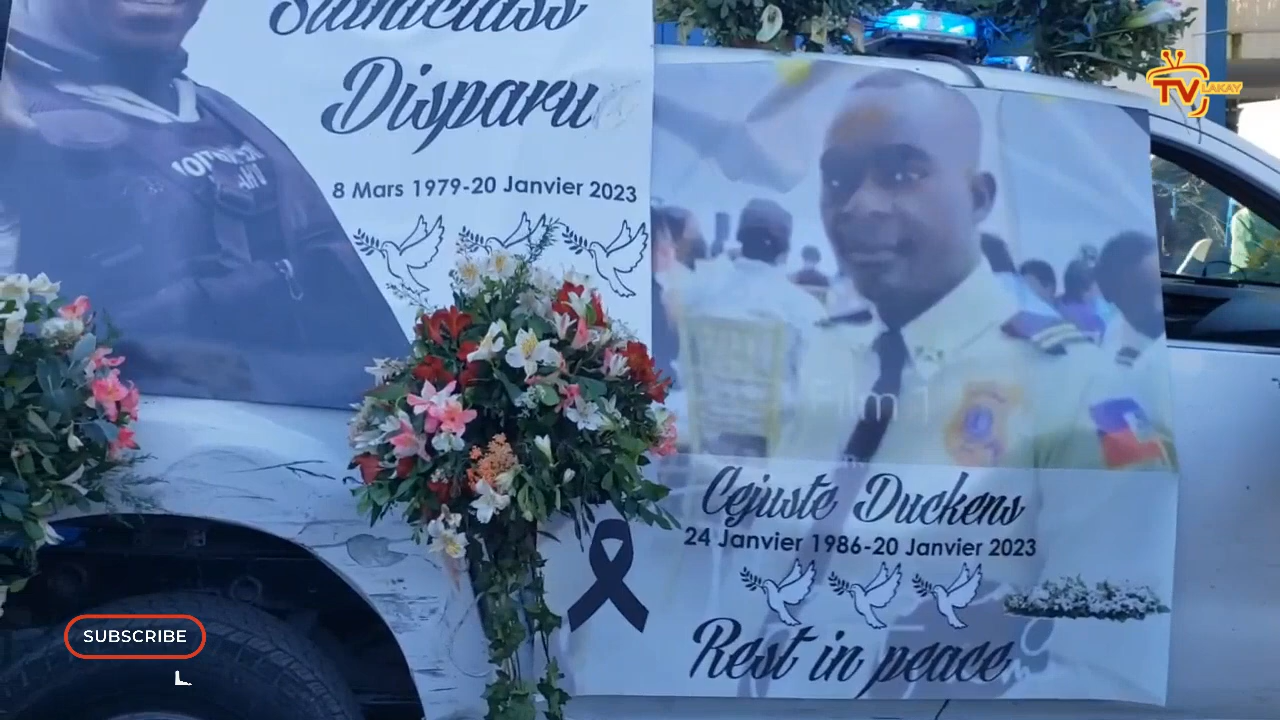 Disparu
8 Mars 1979-20 Janvier 2023
TV LAKAY
Cejuste Duckens
24 Janvier 1986-20 Janvier 2023
Rest in peace
SUBSCRIBE